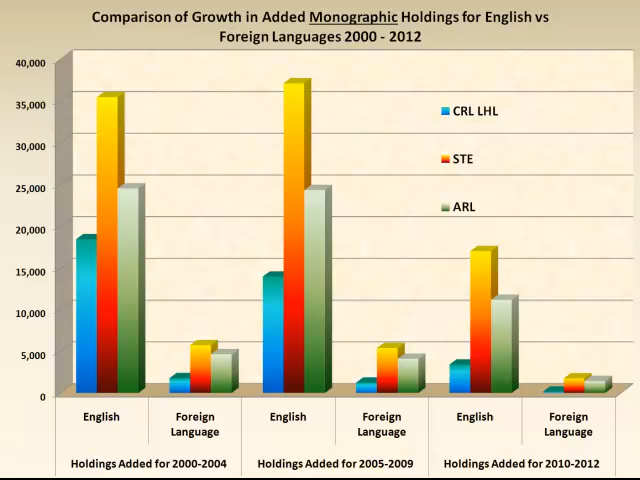 Comparison of Growth in Added Monographic Holdings for English vs
Foreign Languages 2000 - 2012
40,000
35,000
30,000
25,000
20,000
15,000
10,000
5,000
0
CRL LHL
STE
ARL
English
Foreign
Language
English
Foreign
Language
English
Foreign
Language
Holdings Added for 2000-2004
Holdings Added for 2005-2009
Holdings Added for 2010-2012